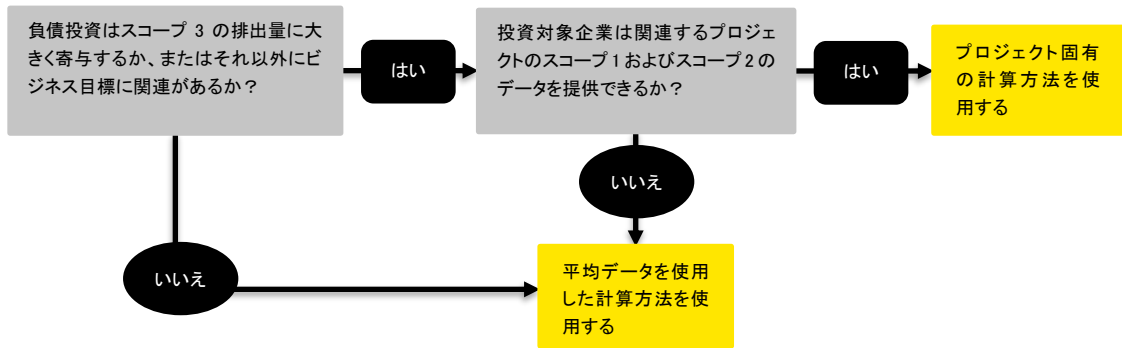 負債投資はスコープ 3 の排出量に大
きく寄与するか、またはそれ以外にビ
ジネス目標に関連があるか?
はい
投資対象企業は関連するプロジェ
クトのスコープ1およびスコープ2の
データを提供できるか?
はい
プロジェクト固有
の計算方法を使
用する
いいえ
いいえ
平均データを使用
した計算方法を使
用する